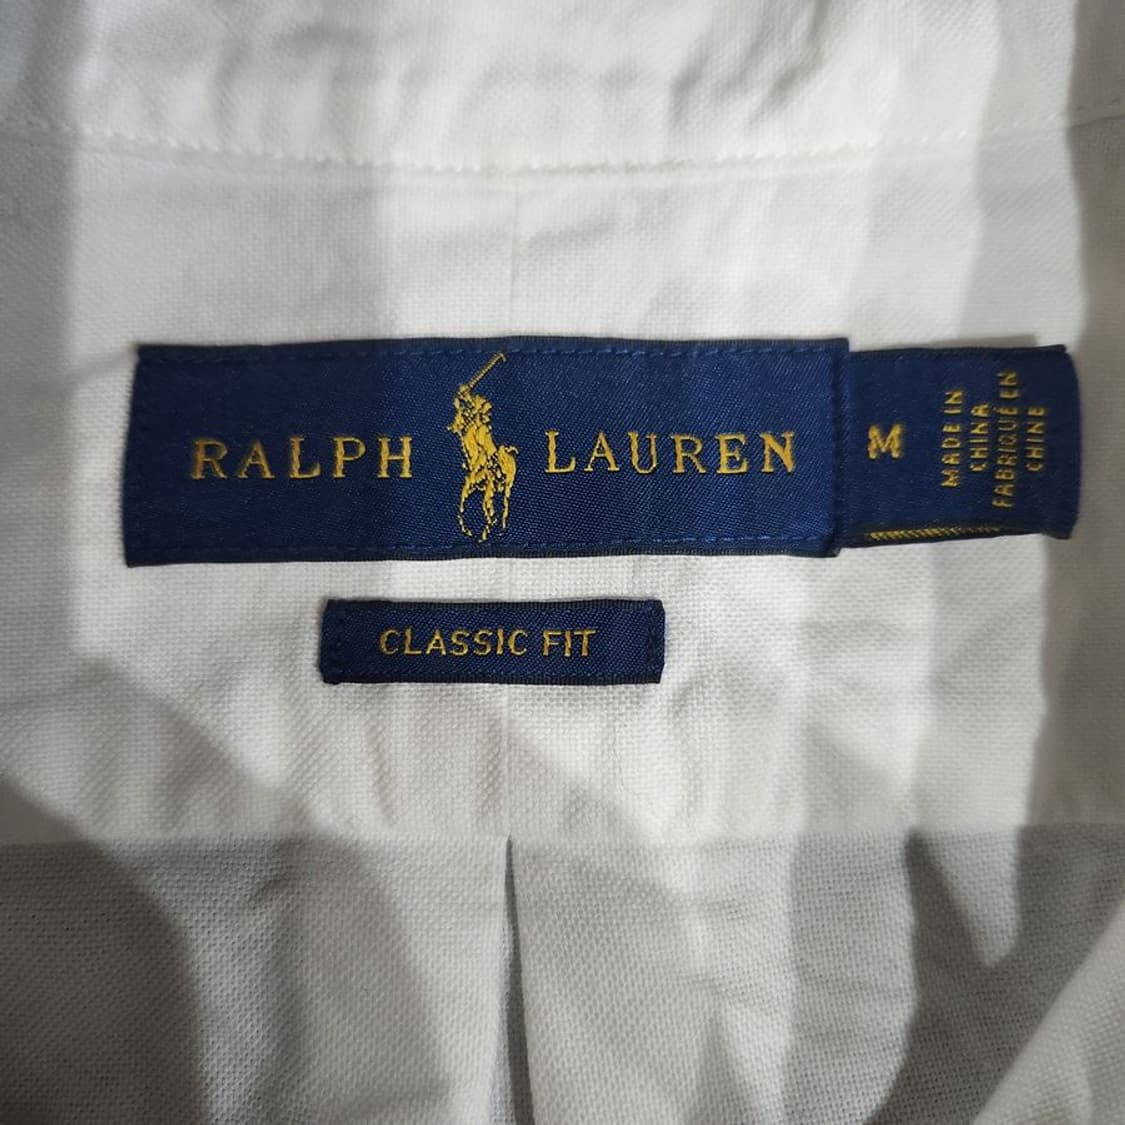 RALPH LAUREN
M
MADE IN
CHINA
FABRIQUÉ EN
CHINE
CLASSIC FIT